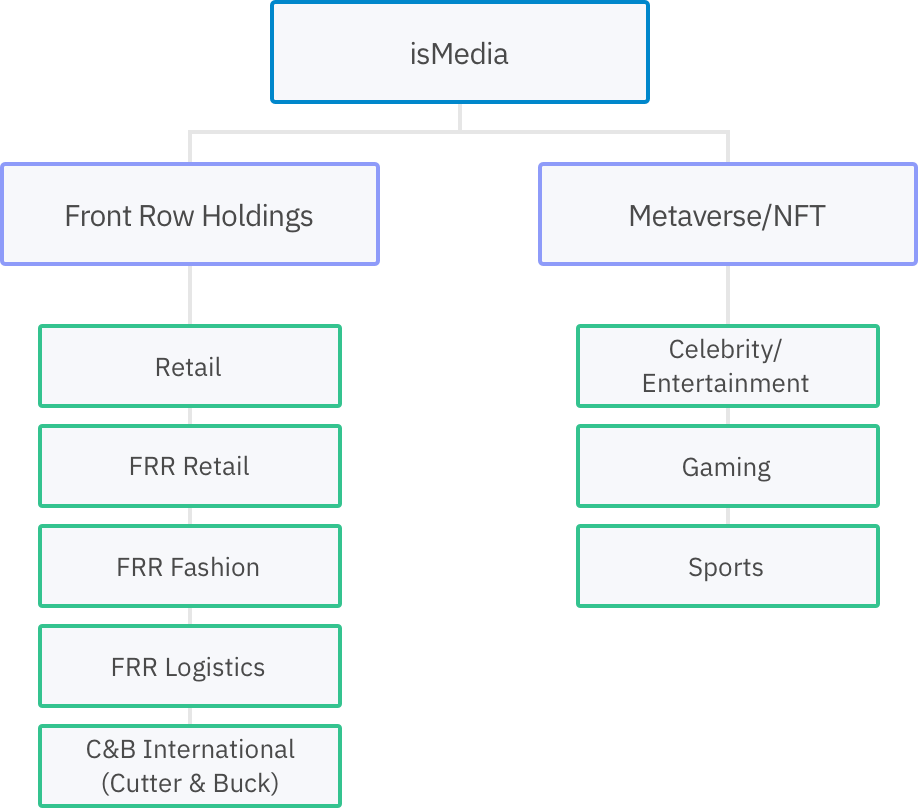 isMedia
Front Row Holdings
Metaverse/NFT
Retail
FRR Retail
FRR Fashion
FRR Logistics
C&B International
(Cutter & Buck)
Celebrity/
Entertainment
Gaming
Sports